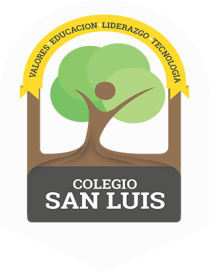 VALORES EDUCACION LIDERAZGO TECNOLOGIA
COLEGIO
SAN LUIS